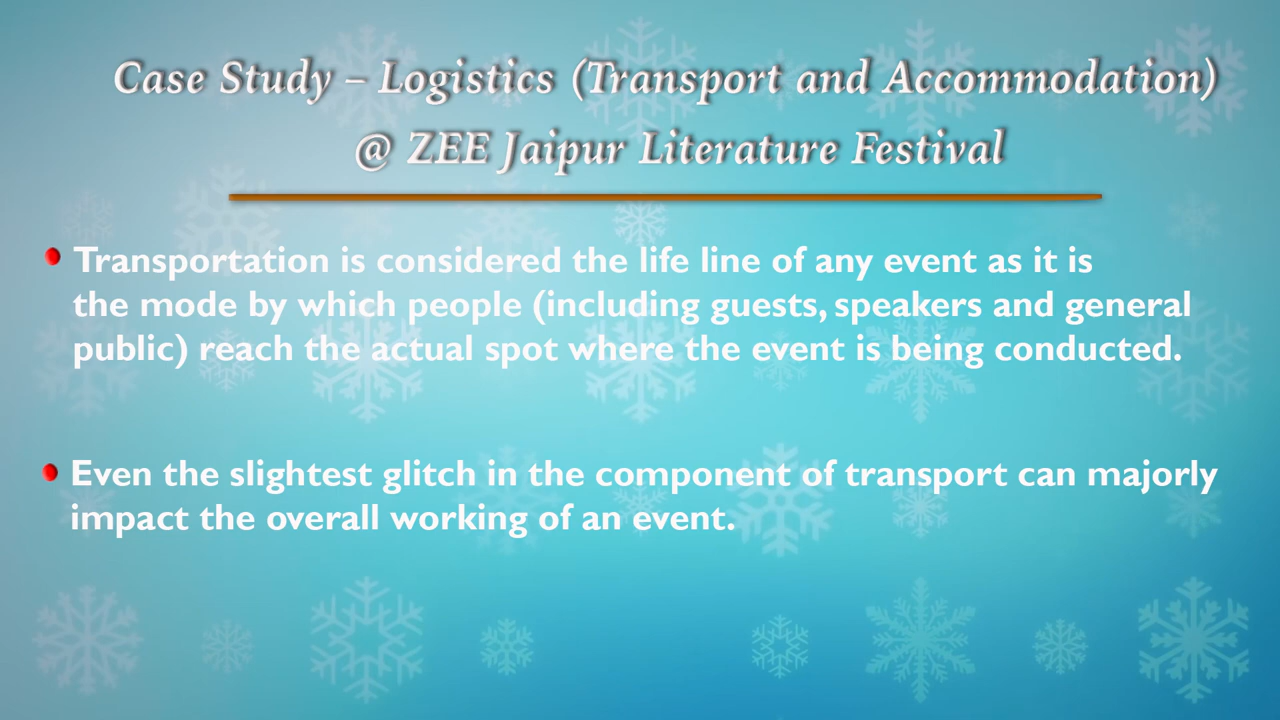 Case Study – Logistics (Transport and Accommodation)
@ ZEE Jaipur Literature Festival
Transportation is considered the life line of any event as it is
the mode by which people (including guests, speakers and general
public) reach the actual spot where the event is being conducted.
Even the slightest glitch in the component of transport can majorly
impact the overall working of an event.